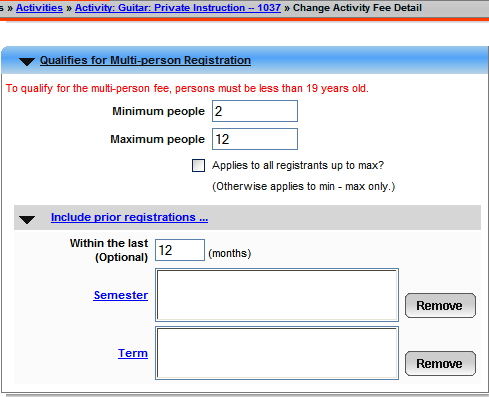 s » Activities » Activity: Guitar: Private Instruction -- 1037 » Change Activity Fee Detail
Qualifies for Multi-person Registration
To qualify for the multi-person fee, persons must be less than 19 years old.
Minimum people 2
Maximum people 12
Applies to all registrants up to max?
(Otherwise applies to min - max only.)
Include prior registrations ...
Within the last
(Optional) 12 (months)
Semester
Remove
Term
Remove